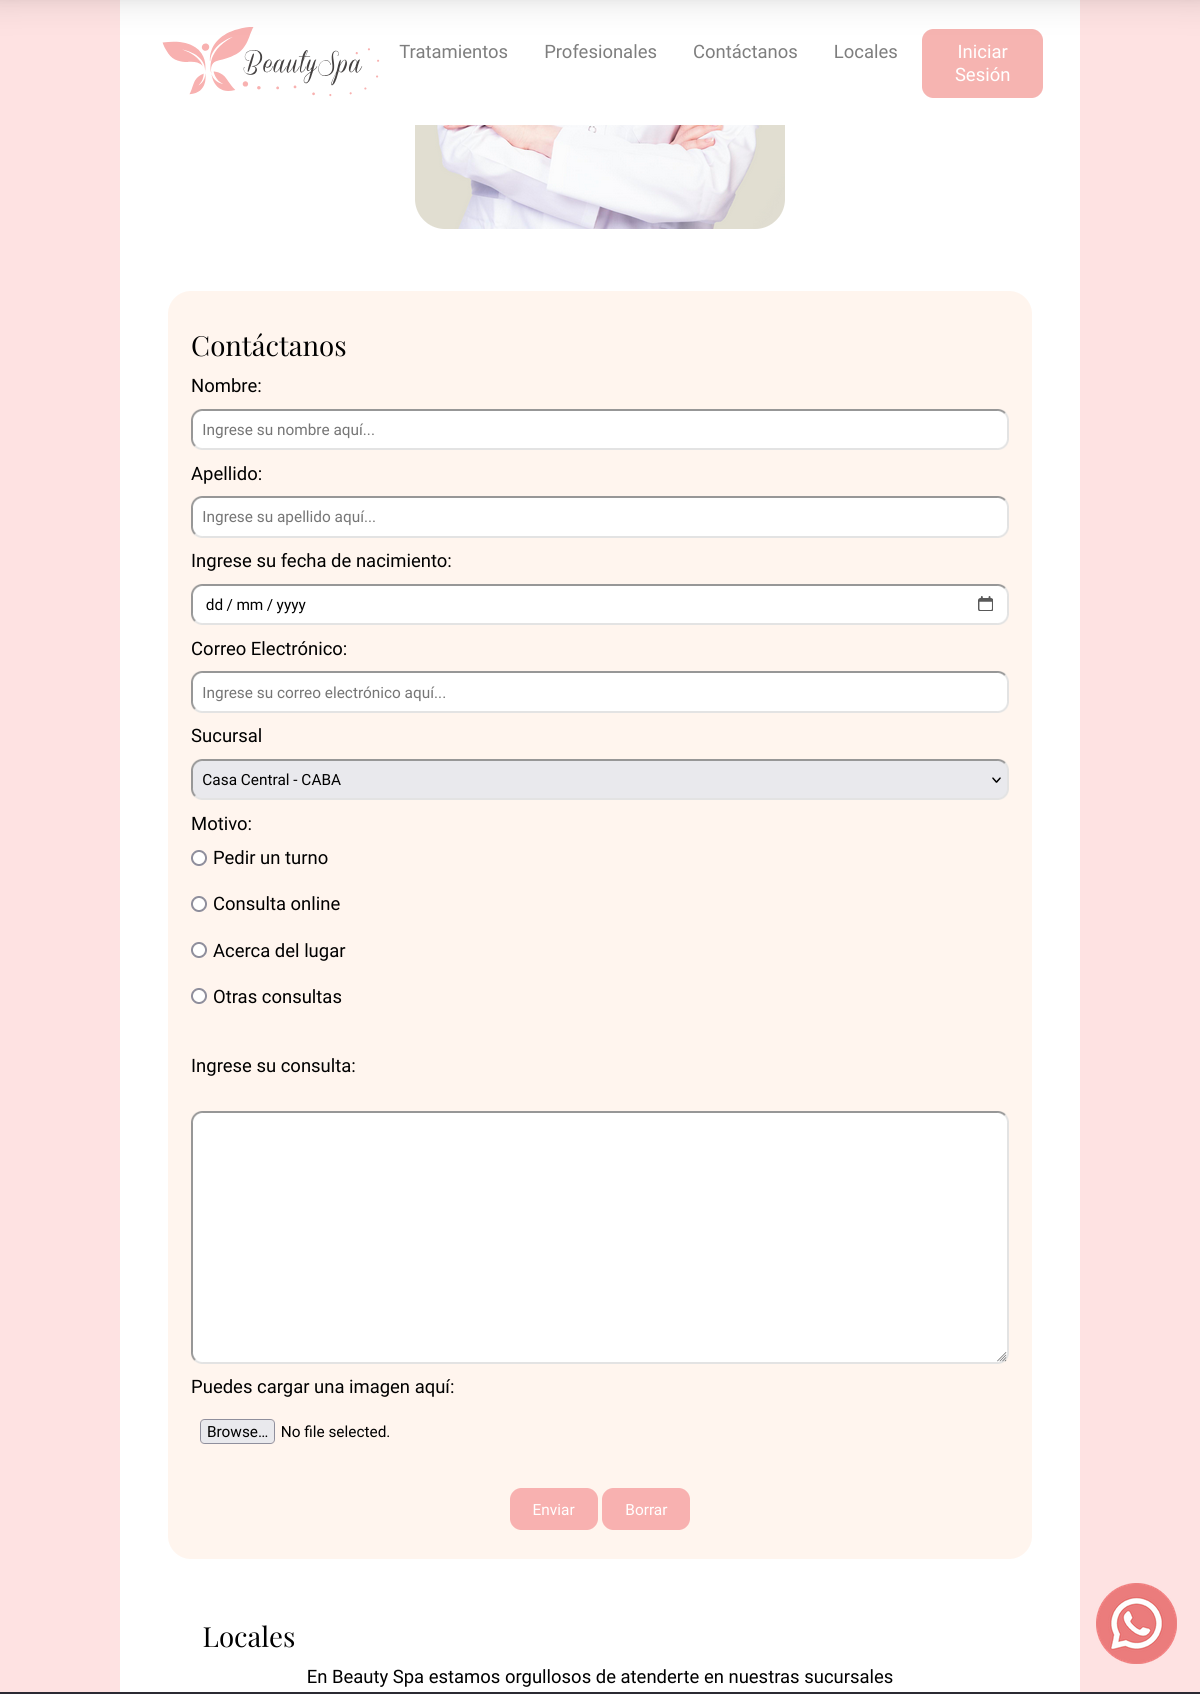 BeautySpa
Tratamientos
Profesionales
Contáctanos
Locales
Iniciar
Sesión
Contáctanos
Nombre:
Ingrese su nombre aquí...
Apellido:
Ingrese su apellido aquí...
Ingrese su fecha de nacimiento:
dd / mm / yyyy
Correo Electrónico:
Ingrese su correo electrónico aquí...
Sucursal
Casa Central - CABA
Motivo:
Pedir un turno
Consulta online
Acerca del lugar
Otras consultas
Ingrese su consulta:
Puedes cargar una imagen aquí:
Browse... No file selected.
Enviar
Borrar
Locales
En Beauty Spa estamos orgullosos de atenderte en nuestras sucursales